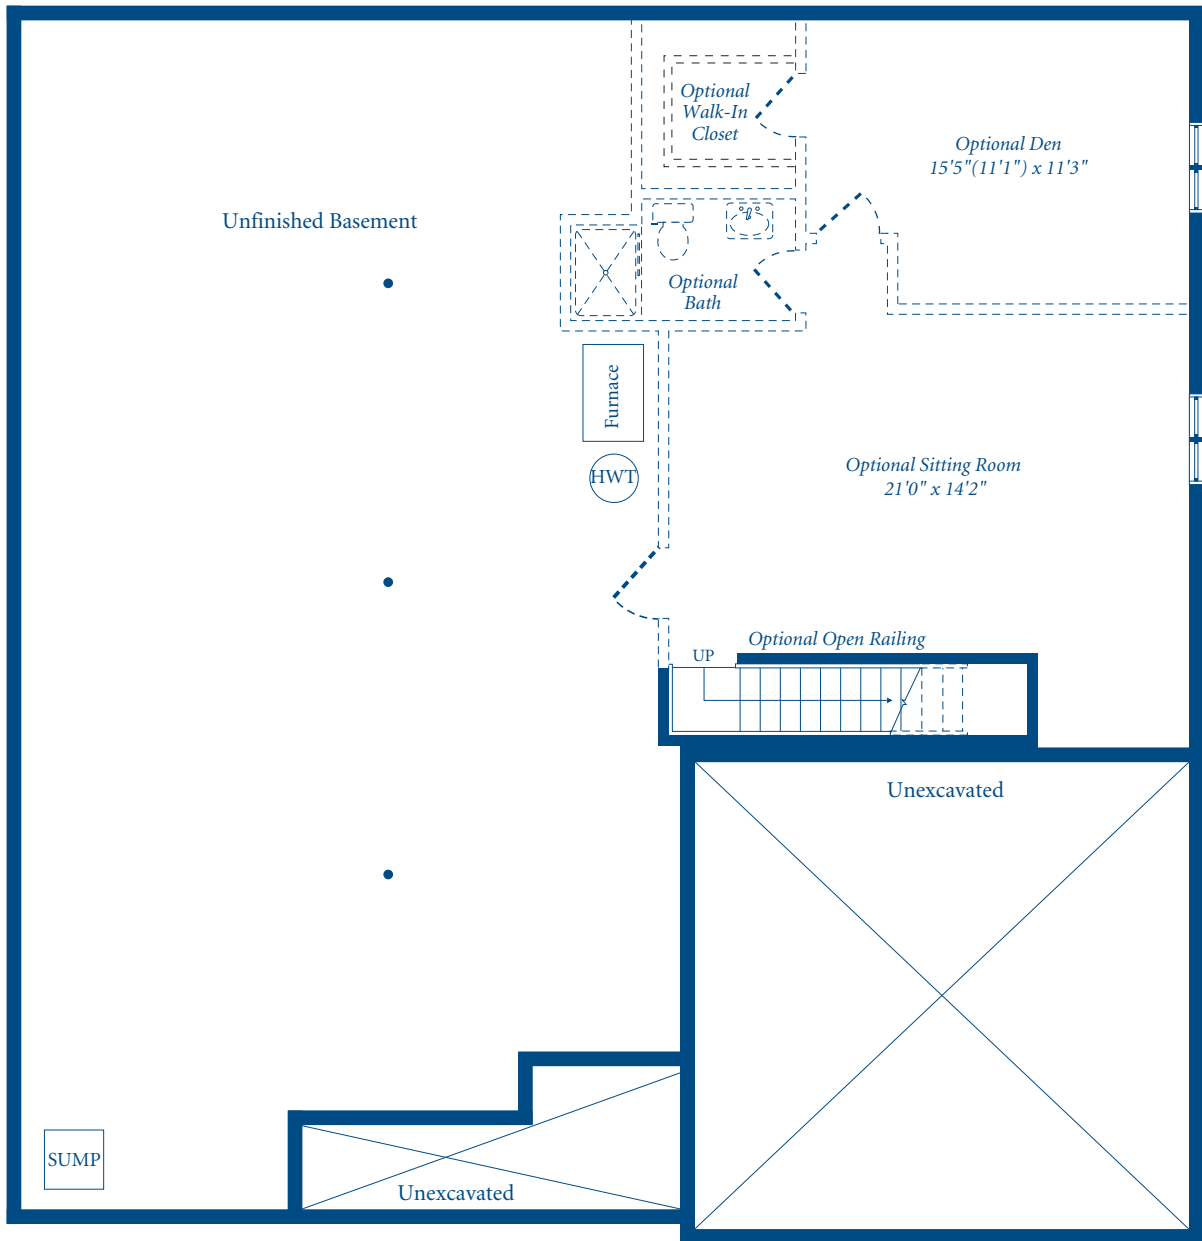 Optional
Walk-In
Closet
Optional Den
15'5"(11'1") x 11'3"
Unfinished Basement
Optional
Bath
Furnace
HWT
Optional Sitting Room
21'0" x 14'2"
Optional Open Railing
UP
Unexcavated
SUMP
Unexcavated